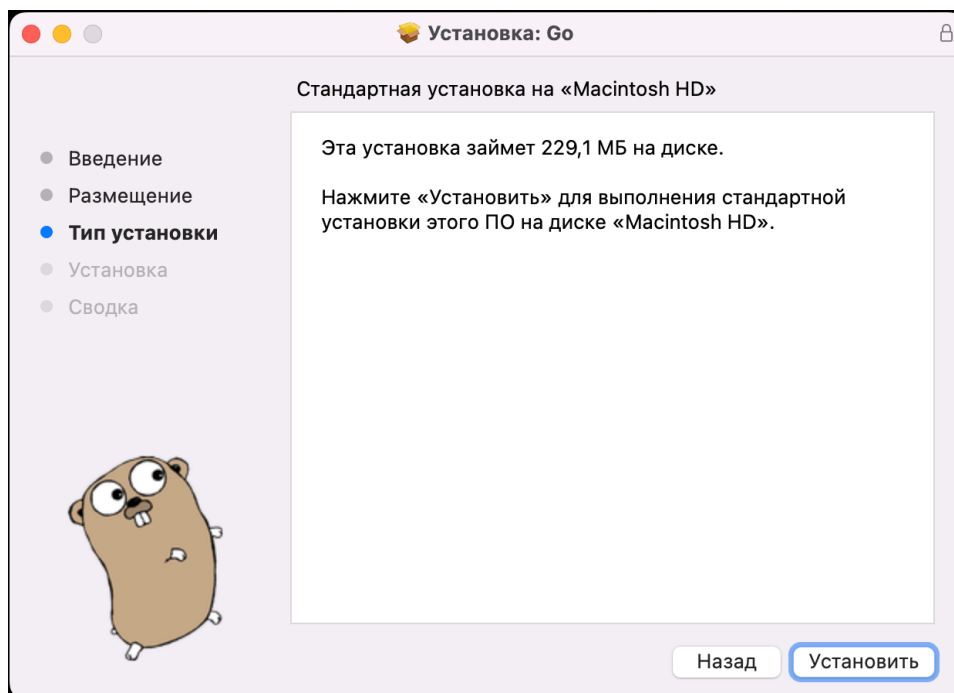 Установка: Go
Стандартная установка на «Macintosh HD»
Введение
Размещение
Тип установки
Установка
Сводка
Эта установка займет 229,1 МБ на диске.
Нажмите «Установить» для выполнения стандартной
установки этого ПО на диске «Macintosh HD».
Назад
Установить